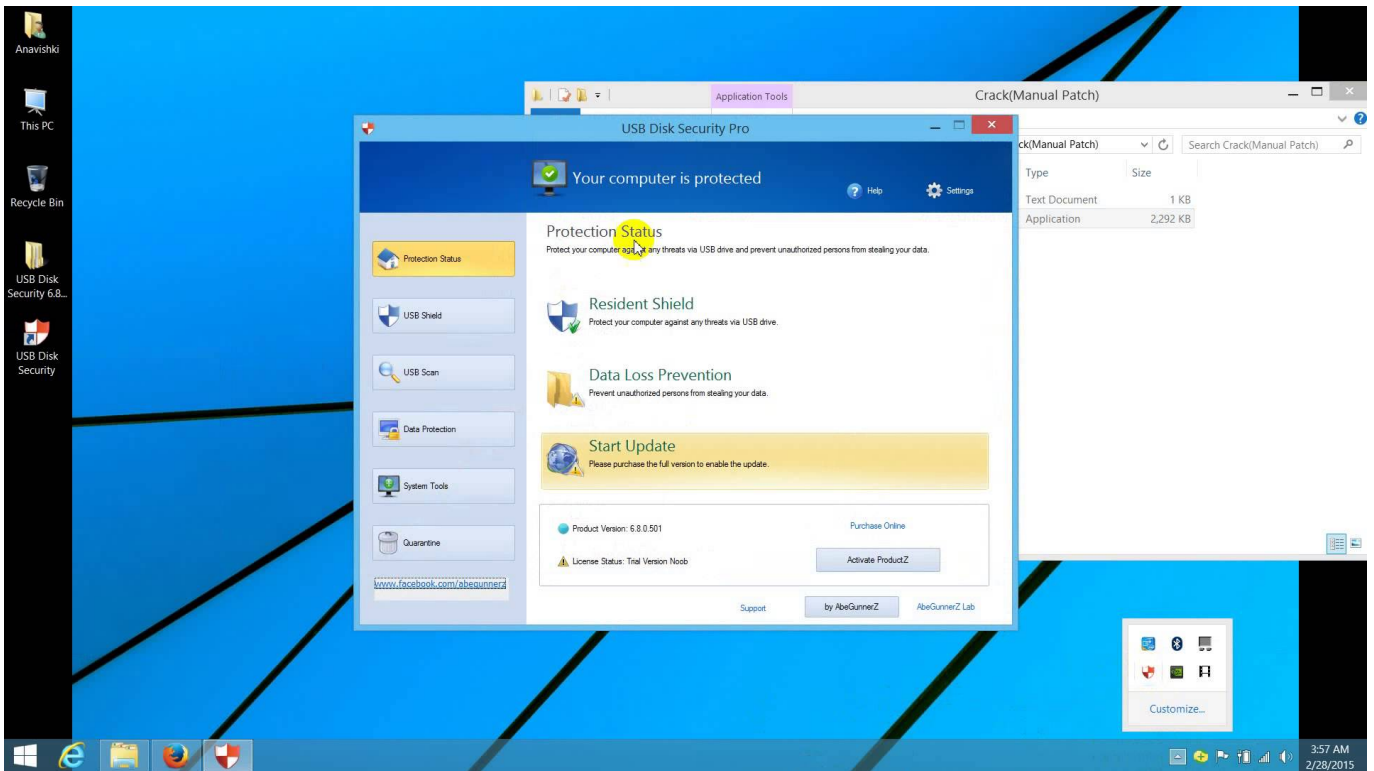 Anavishki
This PC
Recycle Bin
USB Disk
Security 6.8...
USB Disk
Security
Application Tools
Crack(Manual Patch)
ck(Manual Patch)
Search Crack(Manual Patch)
Type
Size
Text Document
1 KB
Application
2,292 KB
USB Disk Security Pro
Your computer is protected
Help
Settings
Protection Status
USB Shield
USB Scan
Data Protection
System Tools
Quarantine
www.facebook.com/abegunnerz
Protection Status
Protect your computer against any threats via USB drive and prevent unauthorized persons from stealing your data.
Resident Shield
Protect your computer against any threats via USB drive.
Data Loss Prevention
Prevent unauthorized persons from stealing your data.
Start Update
Please purchase the full version to enable the update.
Product Version: 6.8.0.501
Purchase Online
License Status: Trial Version Noob
Activate ProductZ
Support
by AbeGunnerZ
AbeGunnerZ Lab
Customize...
3:57 AM
2/28/2015